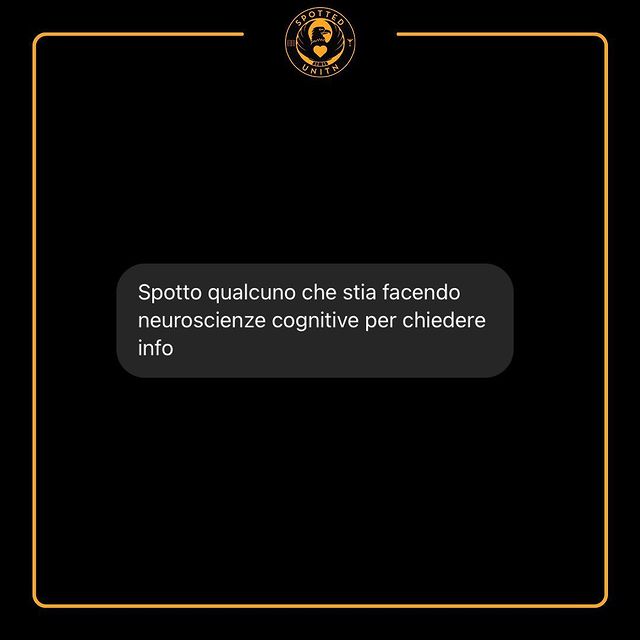 SPOTTED
UNITN
Spotto qualcuno che stia facendo
neuroscienze cognitive per chiedere
info